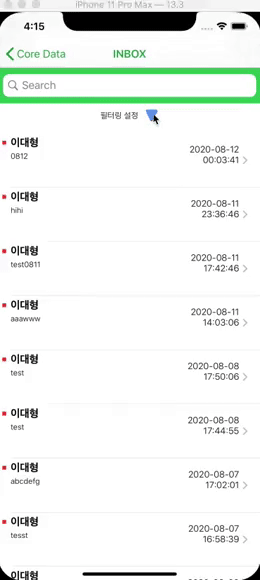 iPhone 11 Pro Max — 13.3
4:15
Core Data
INBOX
Search
필터링 설정
이대형
2020-08-12
0812
00:03:41
이대형
2020-08-11
hihi
23:36:46
이대형
2020-08-11
test0811
17:42:46
이대형
2020-08-11
aaawww
14:03:06
이대형
2020-08-08
test
17:50:06
이대형
2020-08-08
test
17:44:55
이대형
2020-08-07
abcdefg
17:02:01
이대형
2020-08-07
tesst
16:58:39
이대형